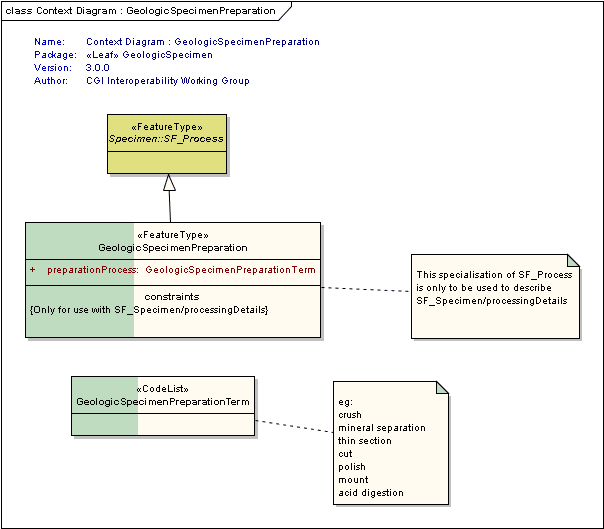 class Context Diagram : GeologicSpecimenPreparation
Name: Context Diagram : GeologicSpecimenPreparation
Package: «Leaf» GeologicSpecimen
Version: 3.0.0
Author: CGI Interoperability Working Group
«FeatureType»
Specimen::SF_Process
«FeatureType»
GeologicSpecimenPreparation
+ preparationProcess: GeologicSpecimenPreparationTerm
constraints
{Only for use with SF_Specimen/processingDetails}
This specialisation of SF_Process
is only to be used to describe
SF_Specimen/processingDetails
«CodeList»
GeologicSpecimenPreparationTerm
eg:
crush
mineral separation
thin section
cut
polish
mount
acid digestion